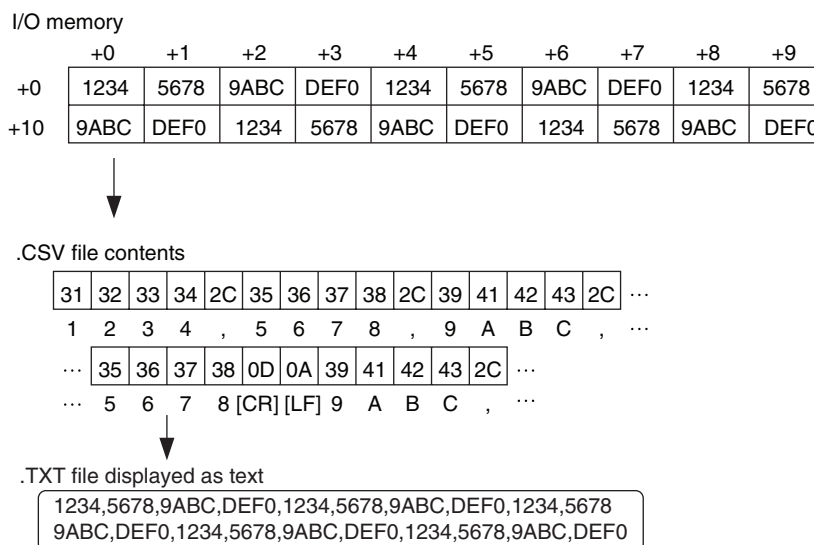 I/O memory
+0 +1 +2 +3 +4 +5 +6 +7 +8 +9
+0 1234 5678 9ABC DEF0 1234 5678 9ABC DEF0 1234 5678
+10 9ABC DEF0 1234 5678 9ABC DEF0 1234 5678 9ABC DEF0
.CSV file contents
31 32 33 34 2C 35 36 37 38 2C 39 41 42 43 2C ...
1 2 3 4 , 5 6 7 8 , 9 A B C , ...
... 35 36 37 38 0D 0A 39 41 42 43 2C ...
... 5 6 7 8 [CR] [LF] 9 A B C , ...
.TXT file displayed as text
1234,5678,9ABC,DEF0,1234,5678,9ABC,DEF0,1234,5678
9ABC,DEF0,1234,5678,9ABC,DEF0,1234,5678,9ABC,DEF0